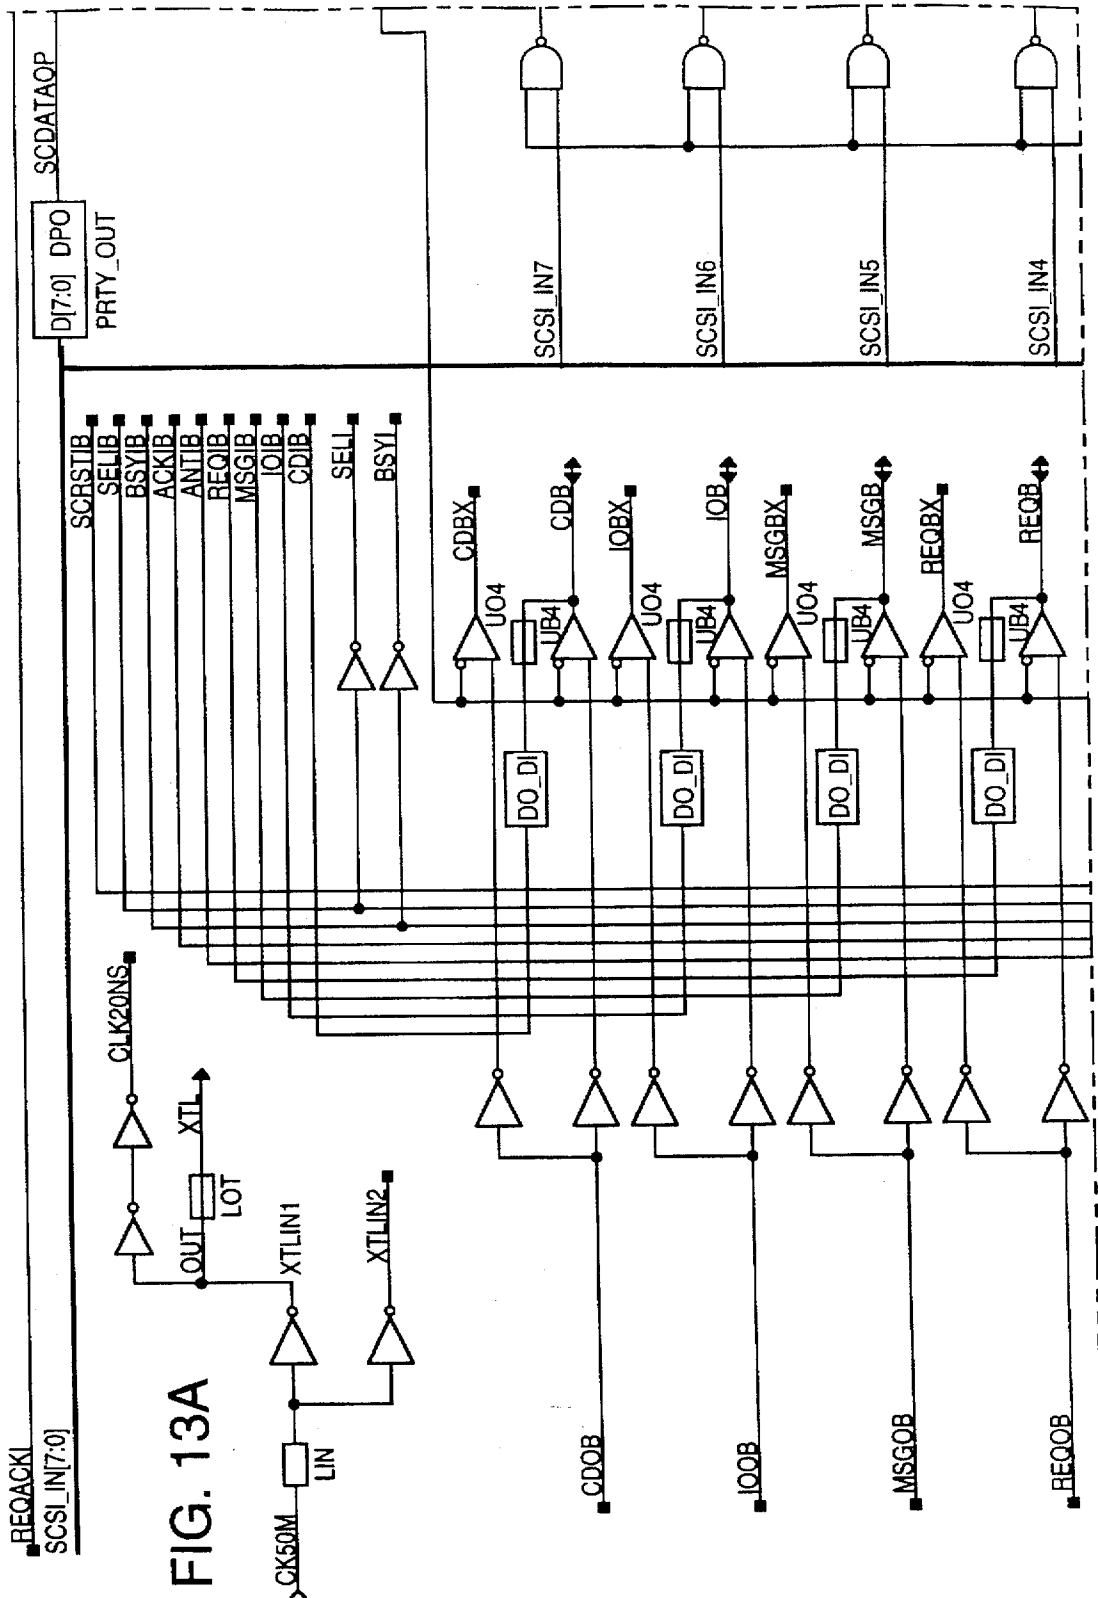 REQACKI
SCSI_IN[7:0]
D[7:0] DPO
PRTY_OUT
SCDATAOP
FIG. 13A
CK50M
LIN
XTLIN1
XTLIN2
OUT
LOT
XTL
CLK20NS
SCRSTIB
SELIB
BSYIB
ACKIB
ANTIB
REQIB
MSGIB
IOIB
CDIB
SELI
BSYI
SCSI_IN7
SCSI_IN6
SCSI_IN5
SCSI_IN4
CDBX
CDB
IOBX
IOB
MSGBX
MSGB
REQBX
REQB
UO4
UB4
UO4
UB4
UO4
UB4
UO4
UB4
DO_DI
DO_DI
DO_DI
DO_DI
CDOB
IOOB
MSGOB
REQOB